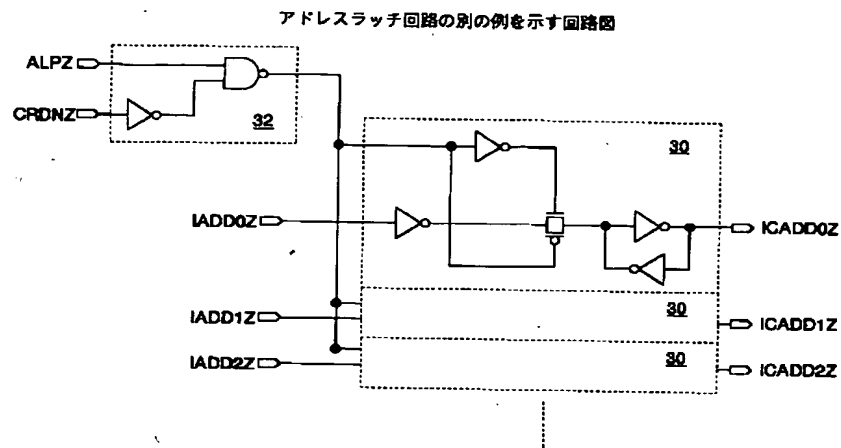 アドレスラッチ回路の別の例を示す回路図
ALPZ
CRDNZ
32
30
IADD0Z
ICADD0Z
IADD1Z
30
ICADD1Z
IADD2Z
30
ICADD2Z